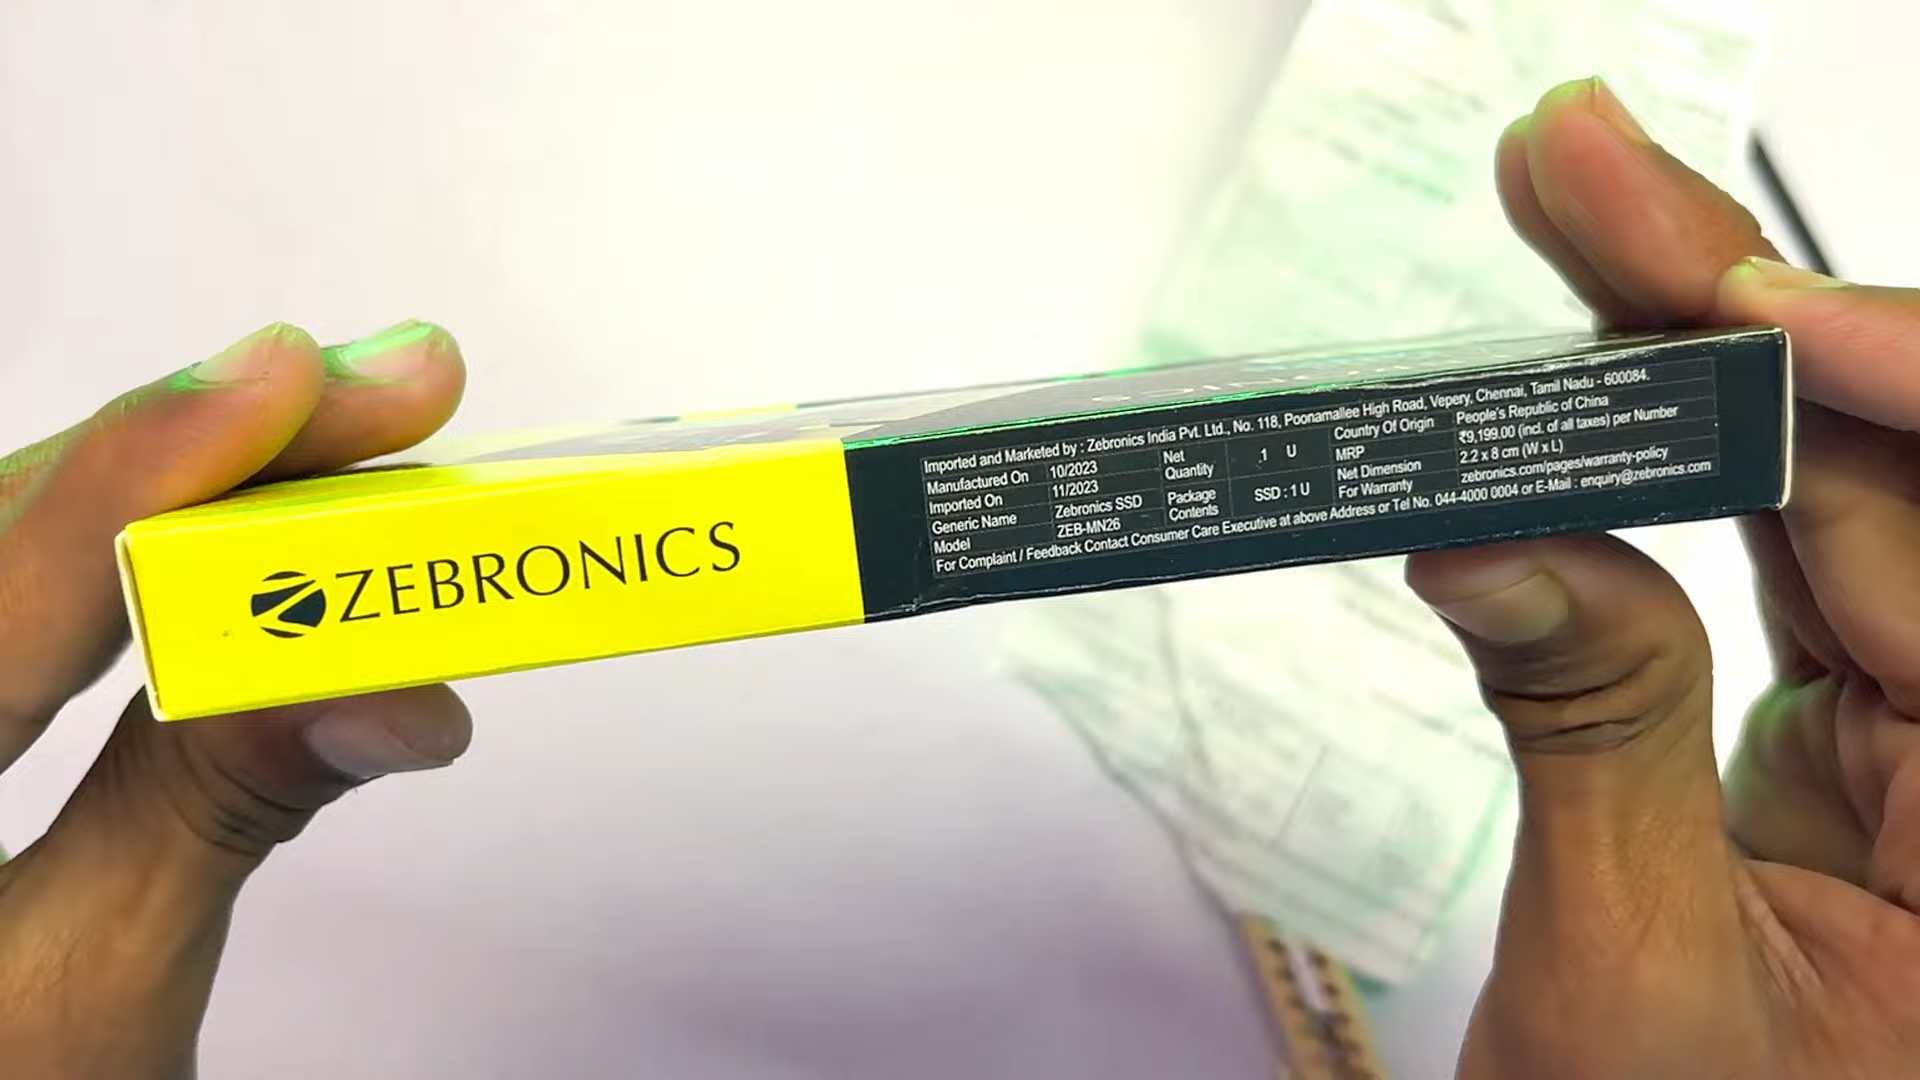 ZEBRONICS
Imported and Marketed by : Zebronics India Pvt. Ltd., No. 118, Poonamallee High Road, Vepery, Chennai, Tamil Nadu - 600084.
Manufactured On 10/2023
Imported On 11/2023
Generic Name Zebronics SSD
Model ZEB-MN26
Net Quantity 1 U
Package Contents SSD : 1 U
Country Of Origin People's Republic of China
MRP ₹9,199.00 (incl. of all taxes) per Number
Net Dimension 2.2 x 8 cm (W x L)
For Warranty zebronics.com/pages/warranty-policy
For Complaint / Feedback Contact Consumer Care Executive at above Address or Tel No. 044-4000 0004 or E-Mail : enquiry@zebronics.com